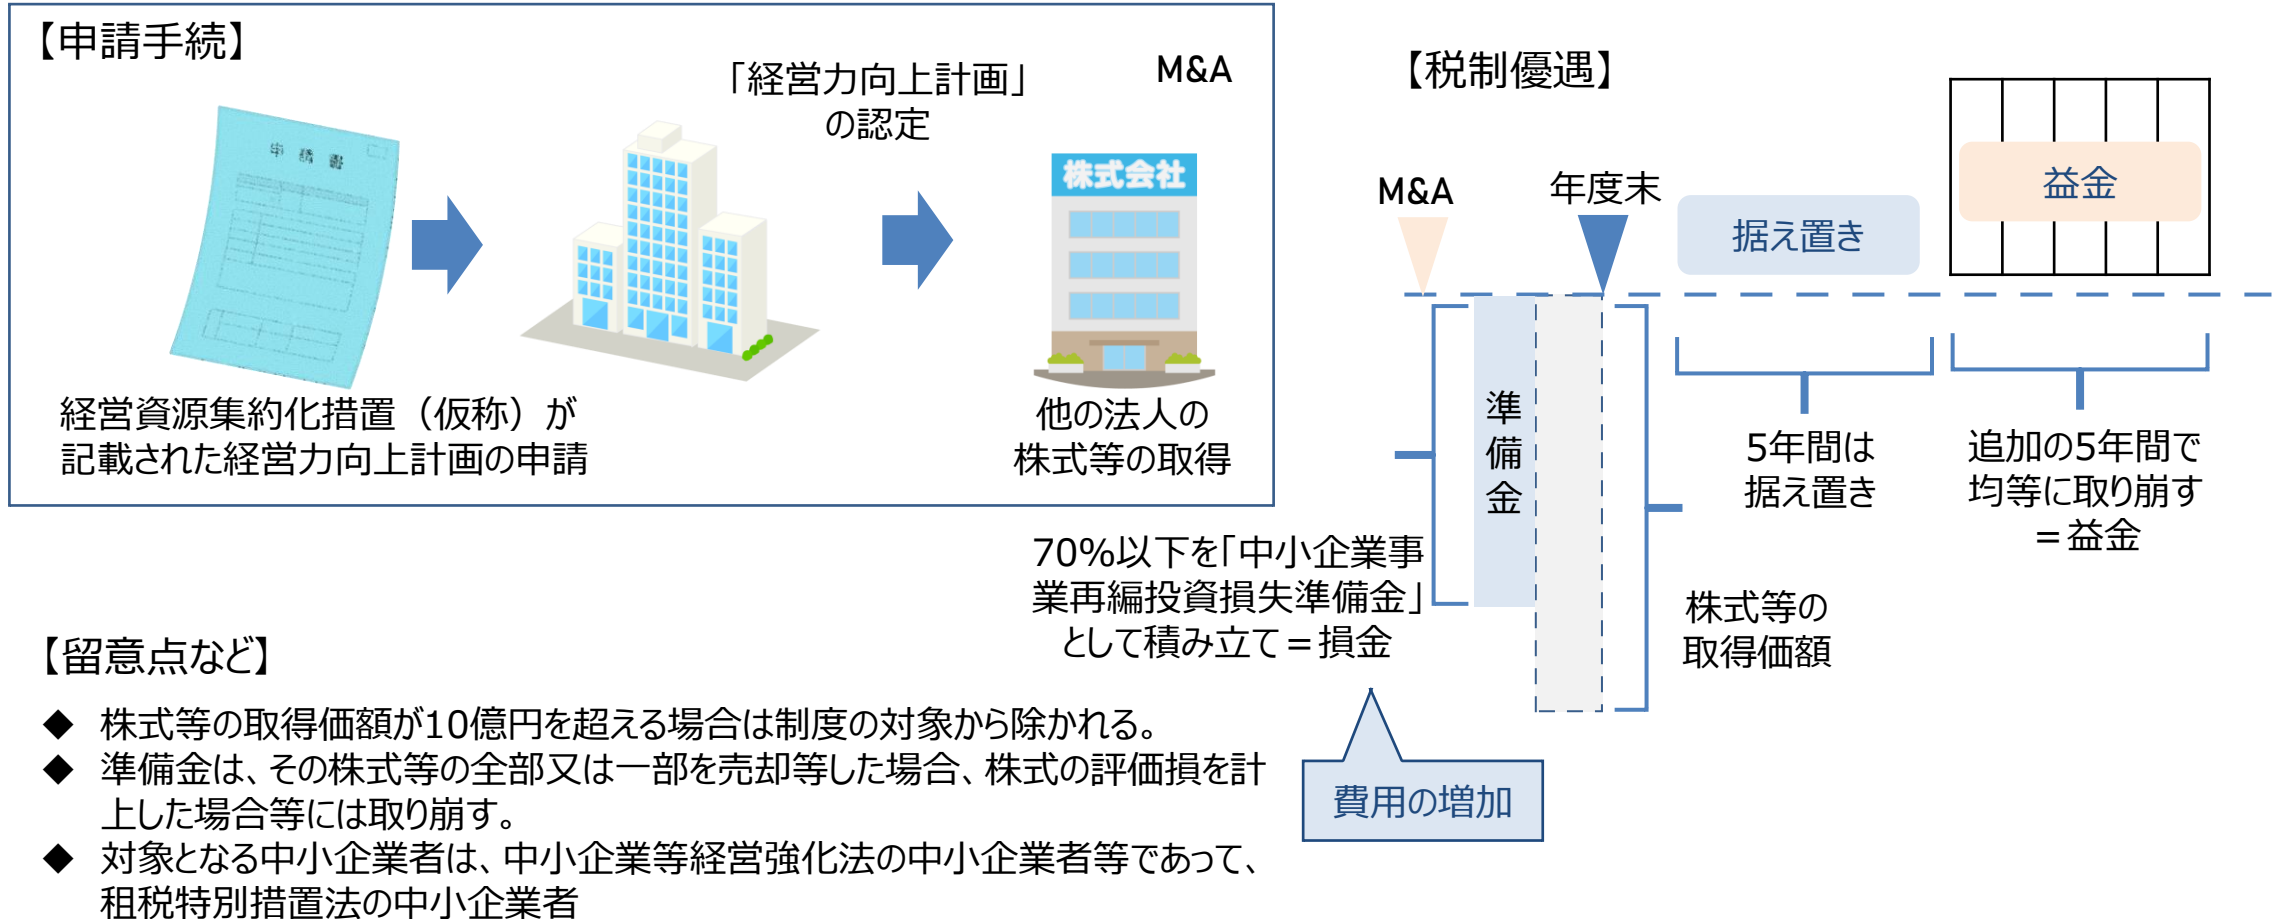 【申請手続】
「経営力向上計画」
の認定
M&A
申請書
株式会社
経営資源集約化措置（仮称）が
記載された経営力向上計画の申請
他の法人の
株式等の取得
【税制優遇】
M&A
年度末
据え置き
益金
準備金
70%以下を「中小企業事
業再編投資損失準備金」
として積み立て＝損金
費用の増加
株式等の
取得価額
5年間は
据え置き
追加の5年間で
均等に取り崩す
＝益金
【留意点など】
◆ 株式等の取得価額が10億円を超える場合は制度の対象から除かれる。
◆ 準備金は、その株式等の全部又は一部を売却等した場合、株式の評価損を計
上した場合等には取り崩す。
◆ 対象となる中小企業者は、中小企業等経営強化法の中小企業者等であって、
租税特別措置法の中小企業者